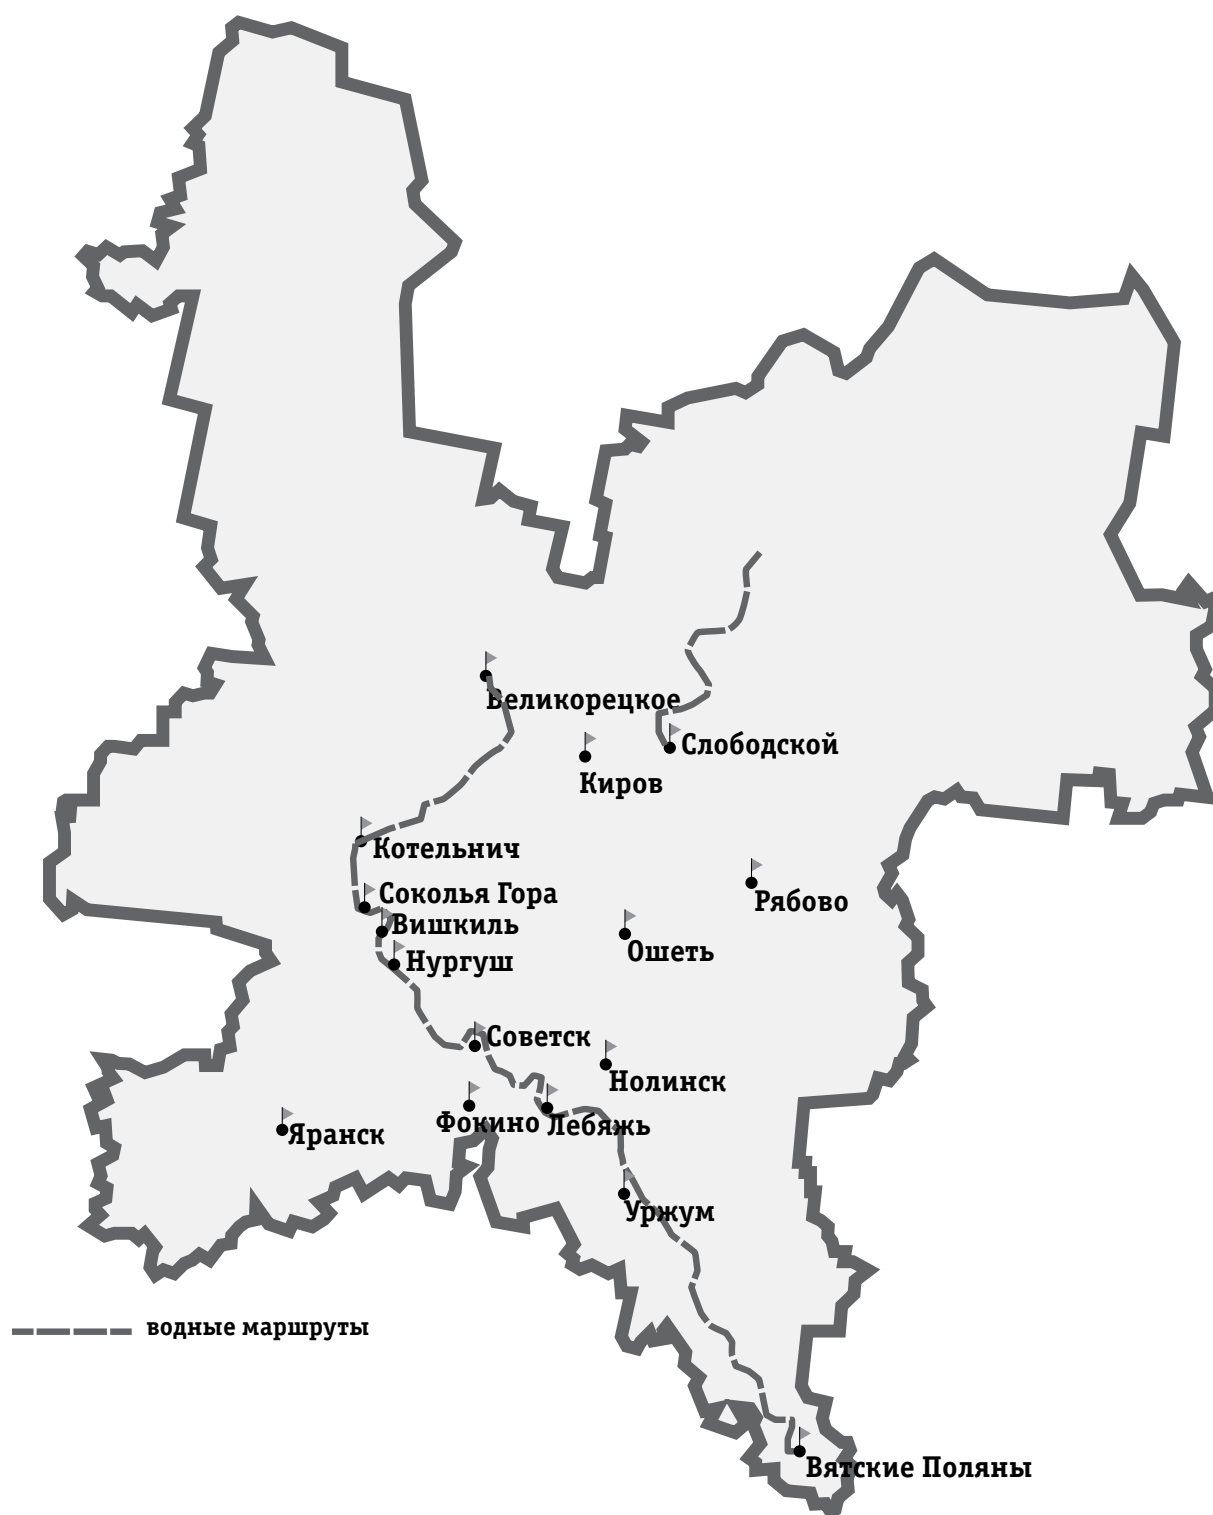 Великорецкое
Слободской
Киров
Котельнич
Соколья Гора
Рябово
Вишкиль
Ошеть
Нургуш
Советск
Нолинск
Фокино
Лебяжь
Яранск
Уржум
водные маршруты
Вятские Поляны